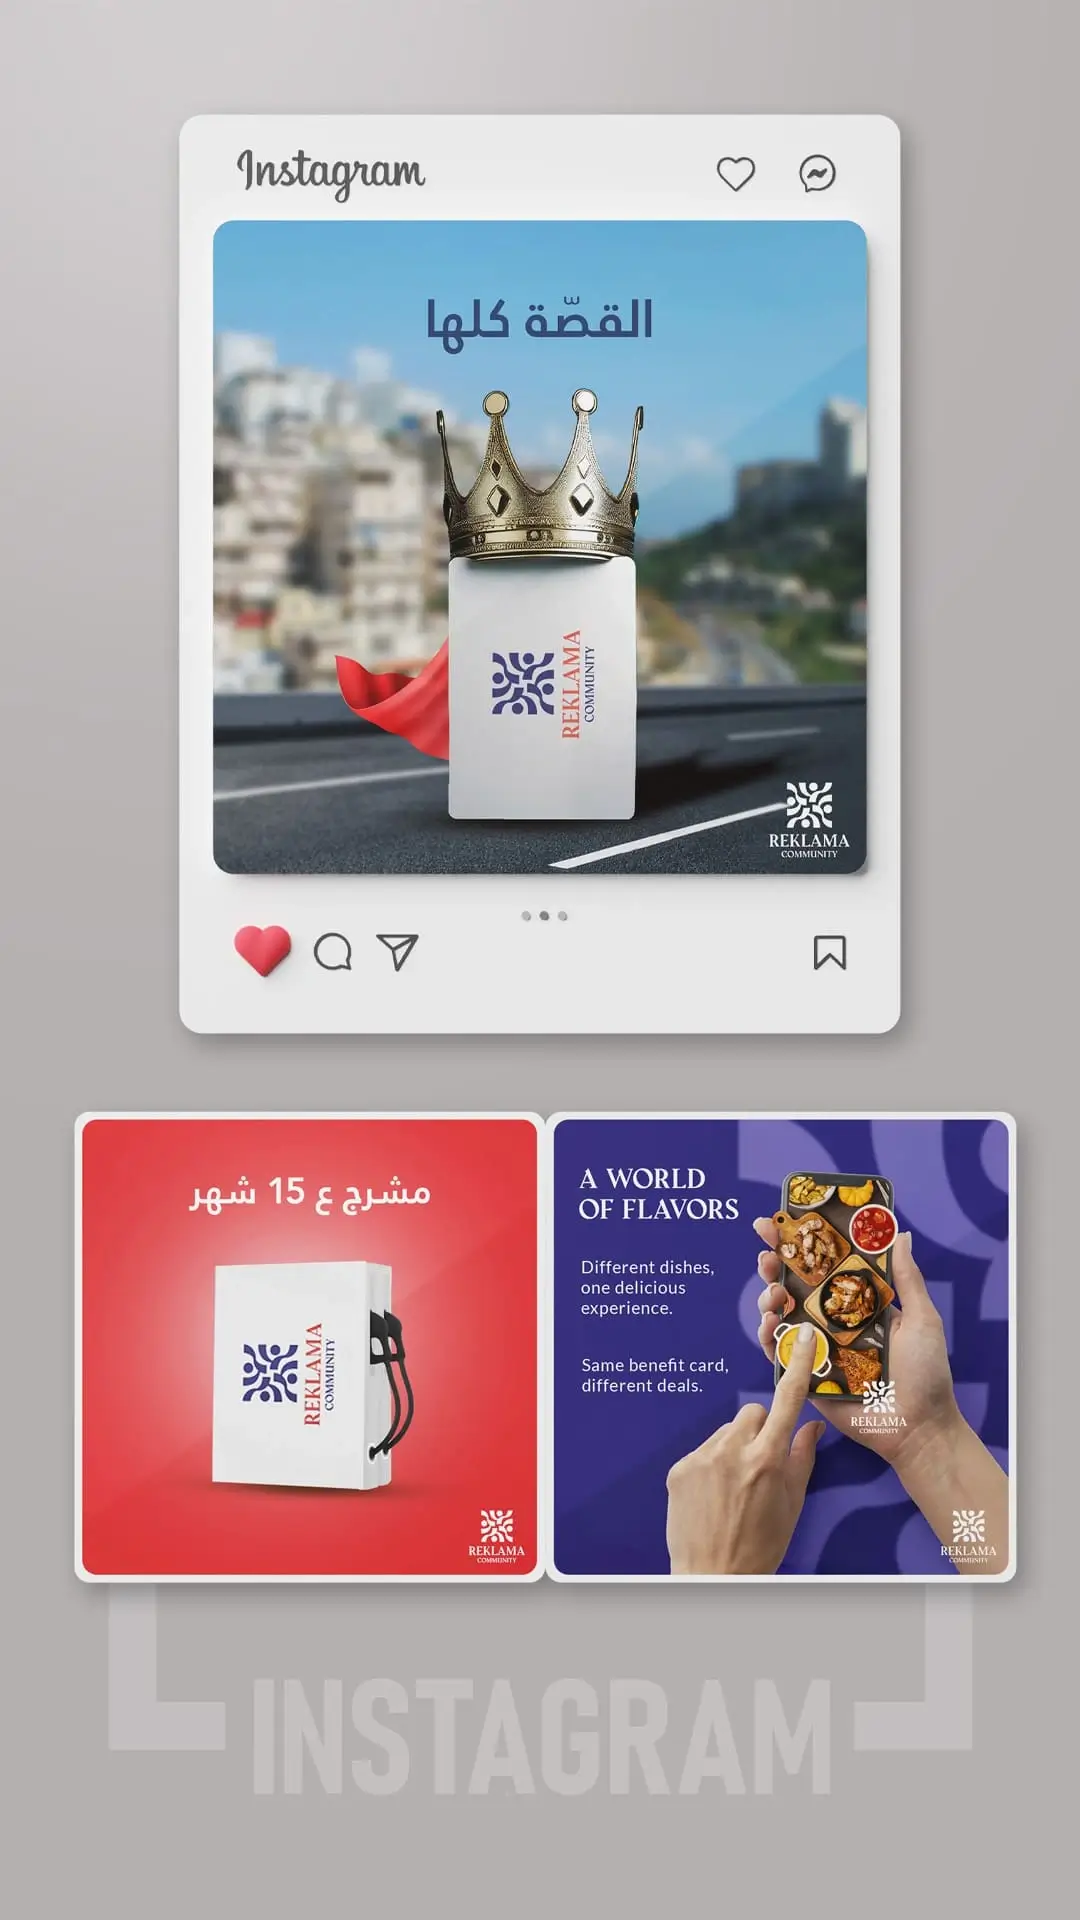 Instagram
القصّة كلها
REKLAMA
COMMUNITY
REKLAMA
COMMUNITY
مشرج ع 15 شهر
REKLAMA
COMMUNITY
REKLAMA
COMMUNITY
A WORLD
OF FLAVORS
Different dishes,
one delicious
experience.
Same benefit card,
different deals.
REKLAMA
COMMUNITY
REKLAMA
COMMUNITY
INSTAGRAM